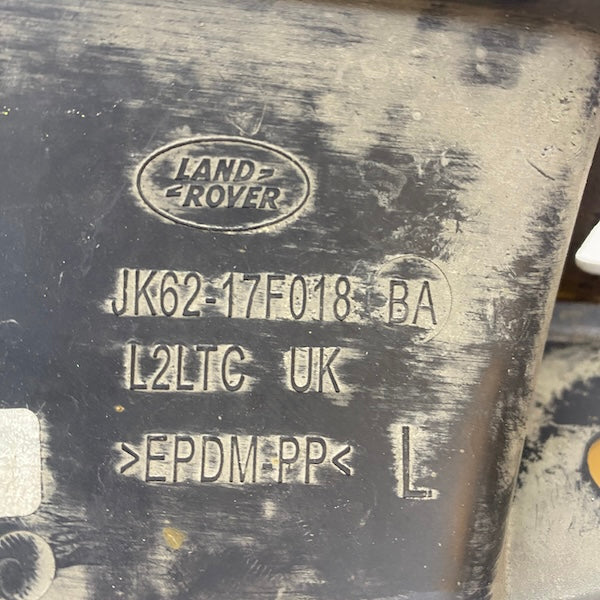 LAND
ROVER
JK62-17F018 BA
L2LTC UK
>EPDM-PP< L